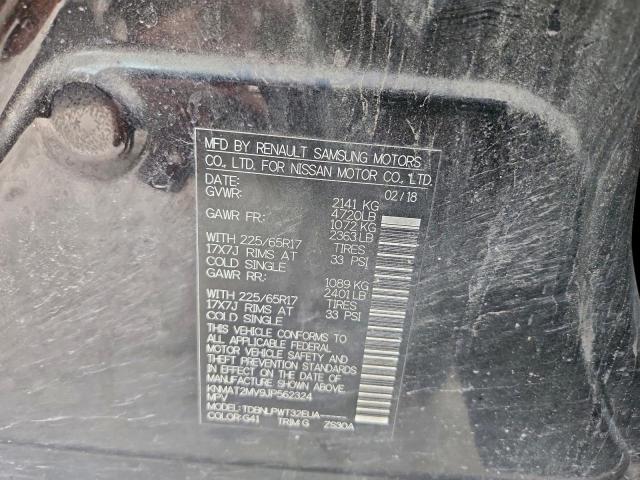 MFD BY RENAULT SAMSUNG MOTORS
CO., LTD. FOR NISSAN MOTOR CO.,LTD.
DATE: 02/18
GVWR: 2141 KG
4720LB
GAWR FR: 1072 KG
2363LB
WITH 225/65R17 TIRES
17X7J RIMS AT 33 PSI
COLD SINGLE
GAWR RR: 1089 KG
2401LB
WITH 225/65R17 TIRES
17X7J RIMS AT 33 PSI
COLD SINGLE
THIS VEHICLE CONFORMS TO
ALL APPLICABLE FEDERAL
MOTOR VEHICLE SAFETY AND
THEFT PREVENTION STANDARDS
IN EFFECT ON THE DATE OF
MANUFACTURE SHOWN ABOVE.
KNMAT2MV9JP562324
MPV
MODEL:TDBNLPWT32EUA------
COLOR:G41 TRIM:G ZS30A